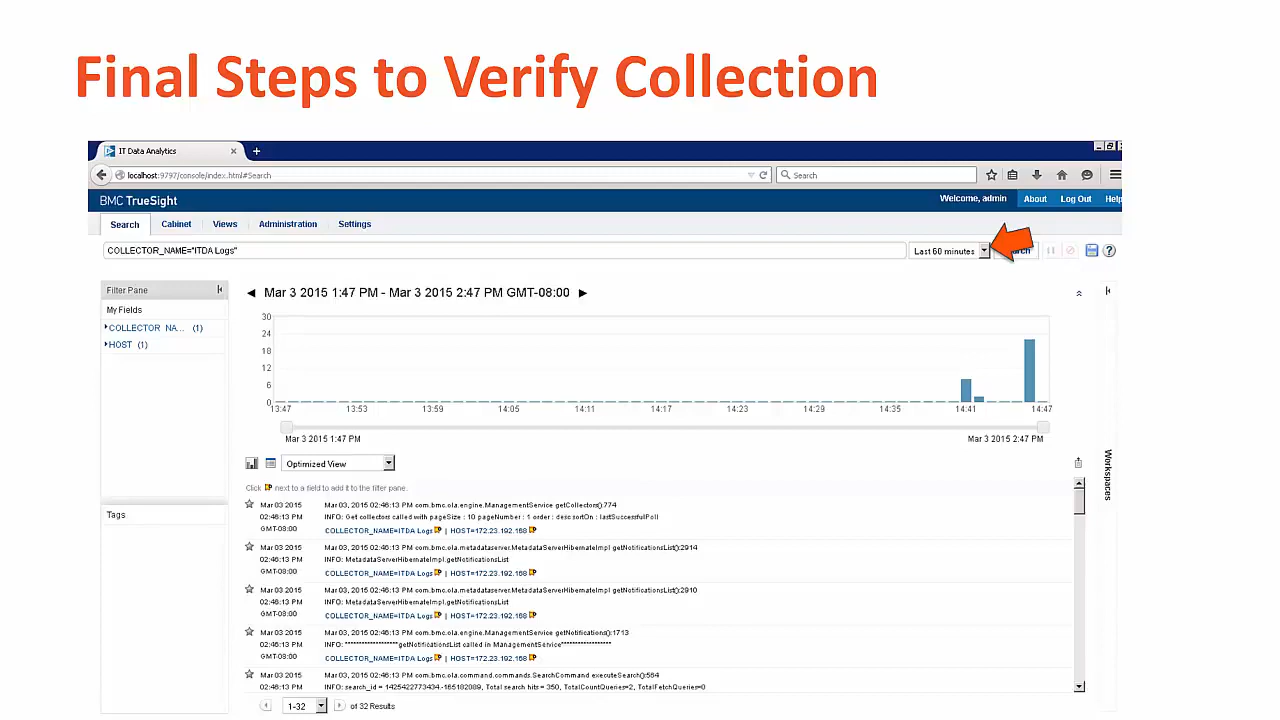 Final Steps to Verify Collection
IT Data Analytics
localhost:9797/console/index..html#Search
Search
BMC TrueSight
Welcome, admin
About
Log Out
Help
Search
Cabinet
Views
Administration
Settings
COLLECTOR_NAME="ITDA Logs"
Last 60 minutes
Filter Pane
Mar 3 2015 1:47 PM - Mar 3 2015 2:47 PM GMT-08:00
My Fields
COLLECTOR NA... (1)
HOST (1)
30
24
18
12
6
0
13:47 13:53 13:59 14:05 14:11 14:17 14:23 14:29 14:35 14:41 14:47
Mar 3 2015 1:47 PM
Mar 3 2015 2:47 PM
Optimized View
Workspaces
Click next to a field to add it to the filter pane.
Tags
Mar 03 2015
02:46:13 PM
GMT-08:00
Mar 03, 2015 02:46:13 PM com.bmc.ola.engine.ManagementService getCollectors():774
INFO: Get collectors called with pageSize : 10 pageNumber : 1 order : desc sortOn : lastSuccessfulPoll
COLLECTOR_NAME=ITDA Logs | HOST=172.23.192.168
Mar 03 2015
02:46:13 PM
GMT-08:00
Mar 03, 2015 02:46:13 PM com.bmc.ola.metadataserver.MetadataServerHibernateImpl getNotificationsList():2914
INFO: MetadataServerHibernateImpl.getNotificationsList
COLLECTOR_NAME=ITDA Logs | HOST=172.23.192.168
Mar 03 2015
02:46:13 PM
GMT-08:00
Mar 03, 2015 02:46:13 PM com.bmc.ola.metadataserver.MetadataServerHibernateImpl getNotificationsList():2910
INFO: MetadataServerHibernateImpl.getNotificationsList
COLLECTOR_NAME=ITDA Logs | HOST=172.23.192.168
Mar 03 2015
02:46:13 PM
GMT-08:00
Mar 03, 2015 02:46:13 PM com.bmc.ola.engine.ManagementService getNotifications():1713
INFO: ******************getNotificationsList called in ManagementService*****************
COLLECTOR_NAME=ITDA Logs | HOST=172.23.192.168
Mar 03 2015
02:46:13 PM
Mar 03, 2015 02:46:13 PM com.bmc.ola.command.commands.SearchCommand executeSearch():564
INFO: search_id = 1425422773434.-165182089, Total search hits = 350, TotalCountQueries=2, TotalFetchQueries=0
1-32
of 32 Results